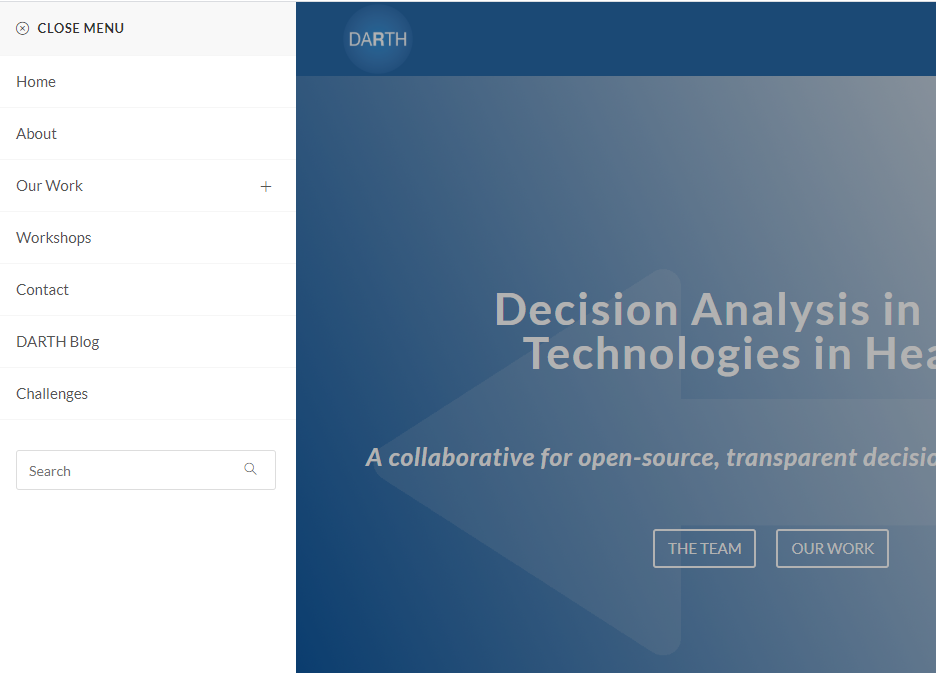 CLOSE MENU
Home
About
Our Work
Workshops
Contact
DARTH Blog
Challenges
Search
DARTH
Decision Analysis in
Technologies in Hea
A collaborative for open-source, transparent decisio
THE TEAM
OUR WORK